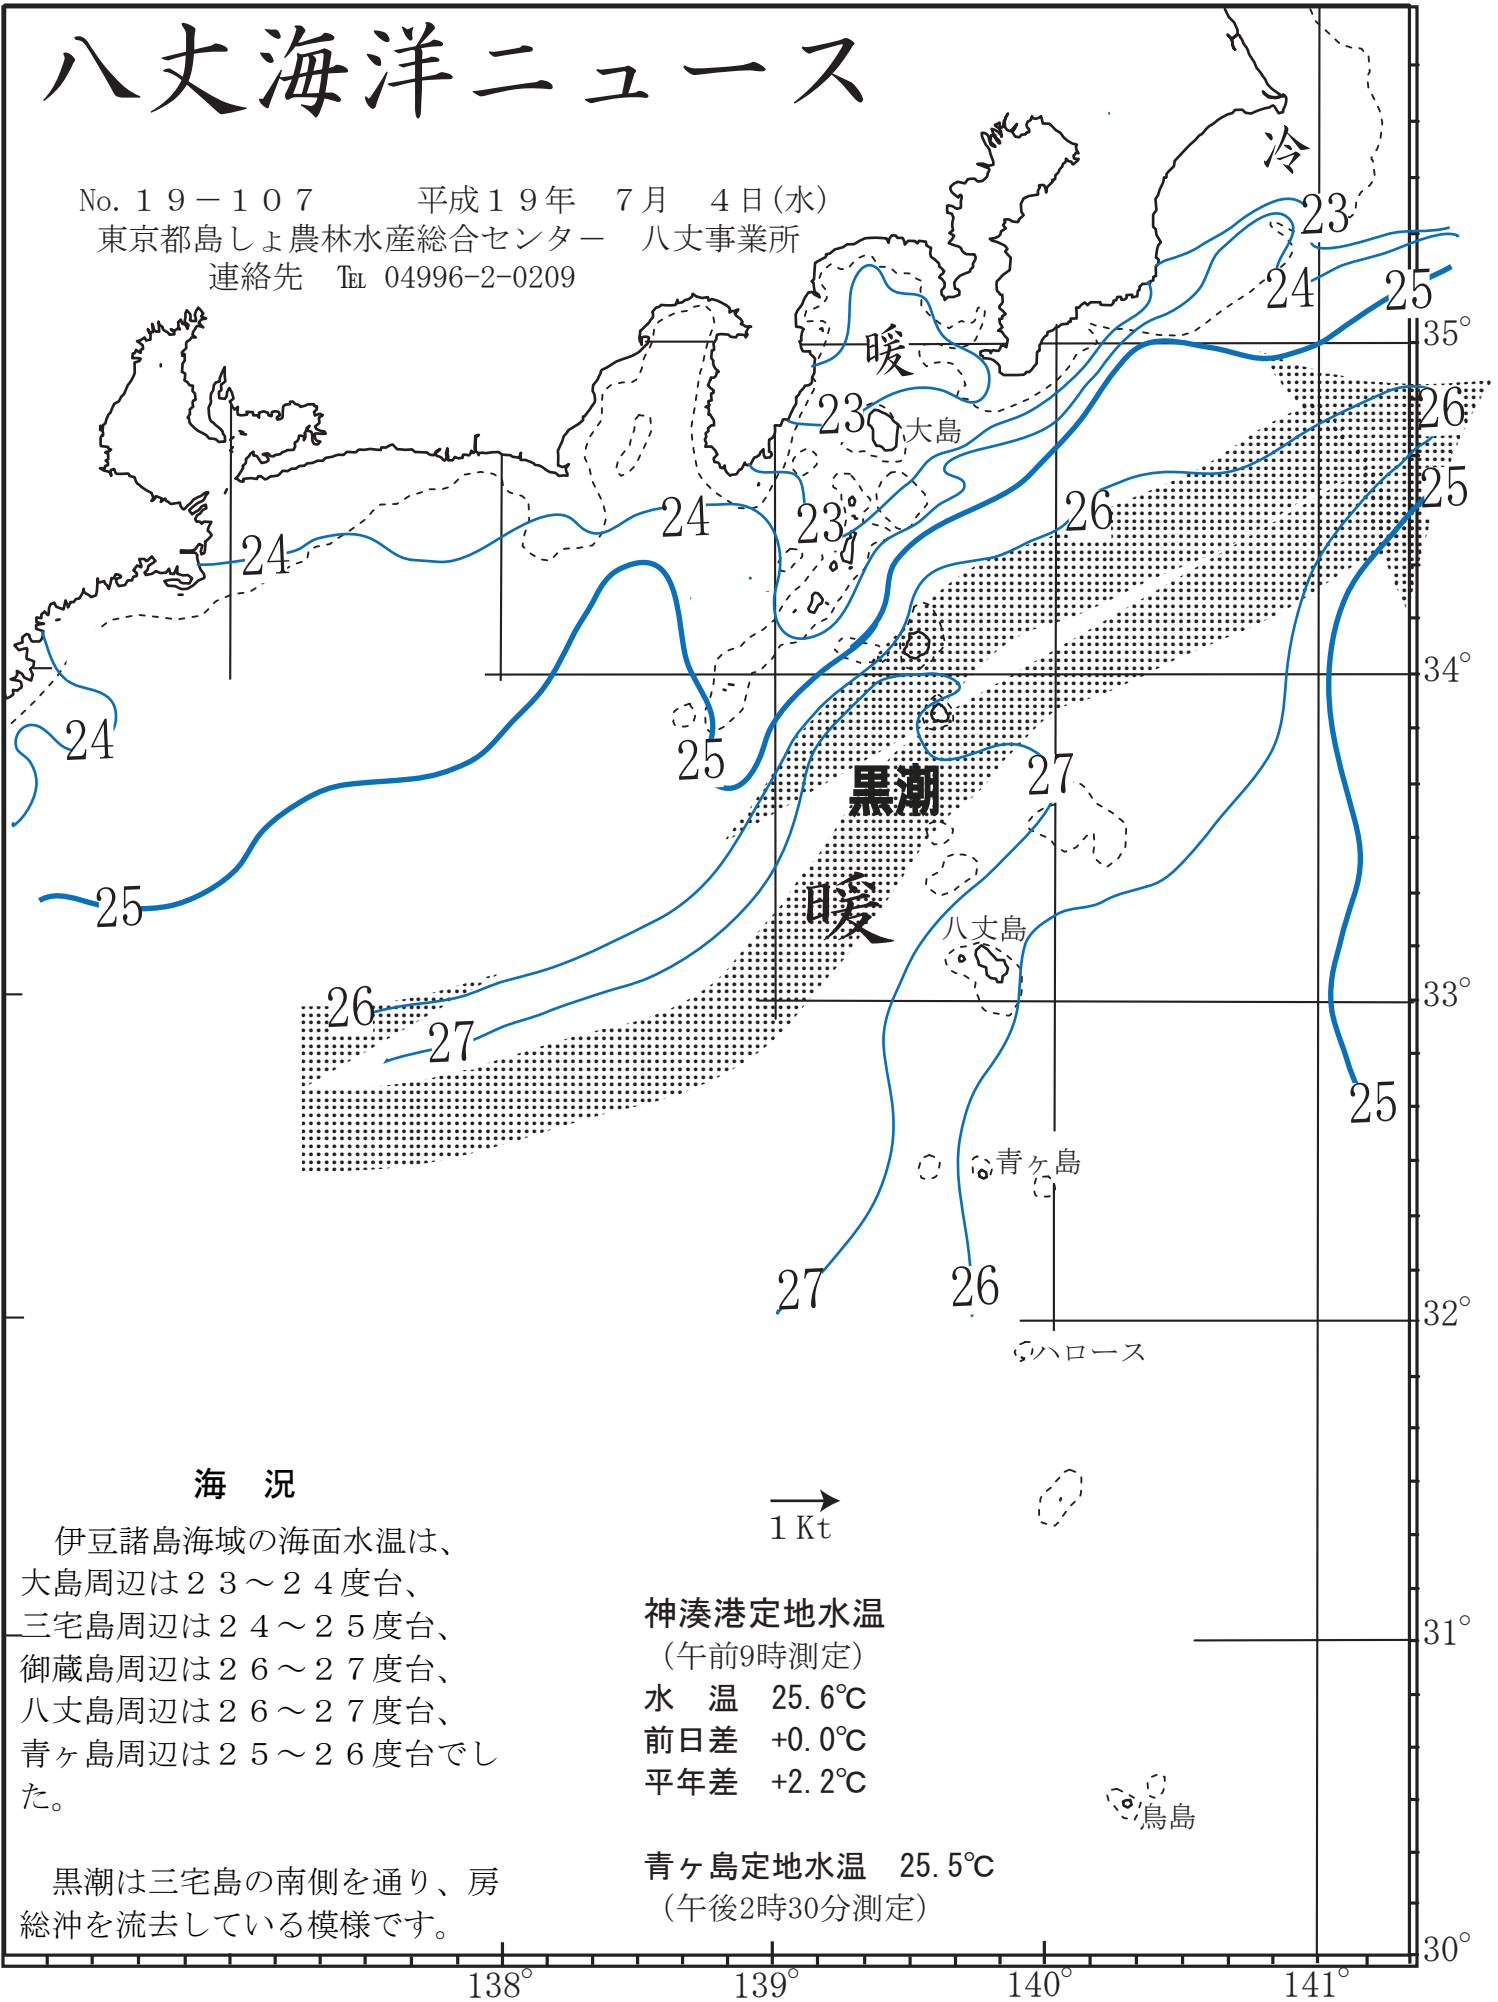 八丈海洋ニュース
No.１９－１０７　平成１９年　７月　４日(水)
東京都島しょ農林水産総合センター　八丈事業所
連絡先　℡ 04996-2-0209
冷
23
24
25
35°
暖
23
大島
26
25
24
24
23
26
34°
24
25
27
黒潮
暖
25
八丈島
26
27
33°
25
青ヶ島
27
26
32°
ハロース
1 Kt
海　況
伊豆諸島海域の海面水温は、
大島周辺は２３～２４度台、
三宅島周辺は２４～２５度台、
御蔵島周辺は２６～２７度台、
八丈島周辺は２６～２７度台、
青ヶ島周辺は２５～２６度台でし
た。
黒潮は三宅島の南側を通り、房
総沖を流去している模様です。
神湊港定地水温
（午前9時測定）
水　温　25.6℃
前日差　+0.0℃
平年差　+2.2℃
青ヶ島定地水温　25.5℃
（午後2時30分測定）
31°
鳥島
30°
138°
139°
140°
141°